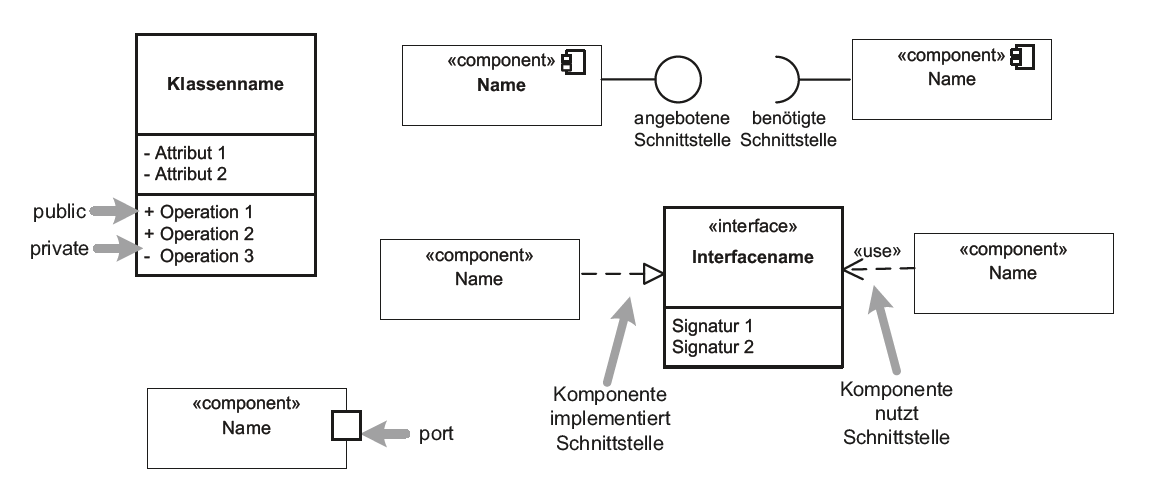 Klassenname
- Attribut 1
- Attribut 2
+ Operation 1
+ Operation 2
- Operation 3
public
private
«component»
Name
angebotene
Schnittstelle
benötigte
Schnittstelle
«component»
Name
«component»
Name
«interface»
Interfacename
Signatur 1
Signatur 2
«use»
«component»
Name
Komponente
implementiert
Schnittstelle
Komponente
nutzt
Schnittstelle
«component»
Name
port